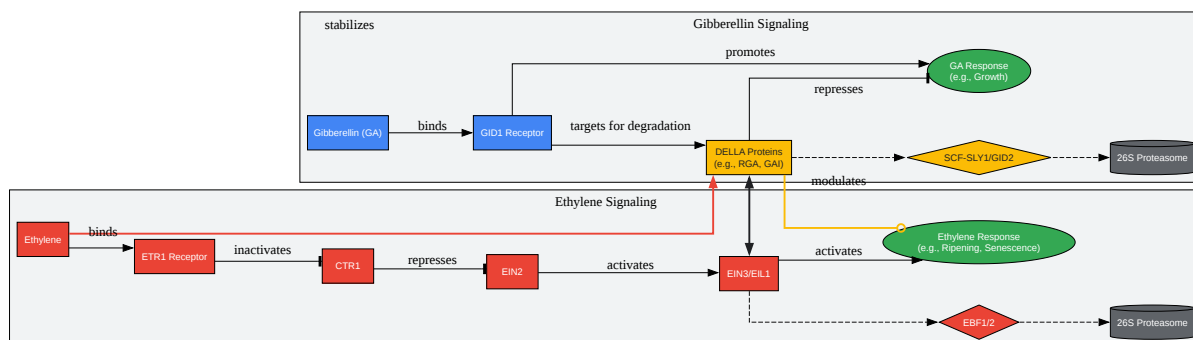 stabilizes
Gibberellin Signaling
promotes
GA Response
(e.g., Growth)
represses
Gibberellin (GA)
binds
GID1 Receptor
targets for degradation
DELLA Proteins
(e.g., RGA, GAI)
SCF-SLY1/GID2
26S Proteasome
modulates
Ethylene Signaling
Ethylene
binds
ETR1 Receptor
inactivates
CTR1
represses
EIN2
activates
EIN3/EIL1
activates
Ethylene Response
(e.g., Ripening, Senescence)
EBF1/2
26S Proteasome